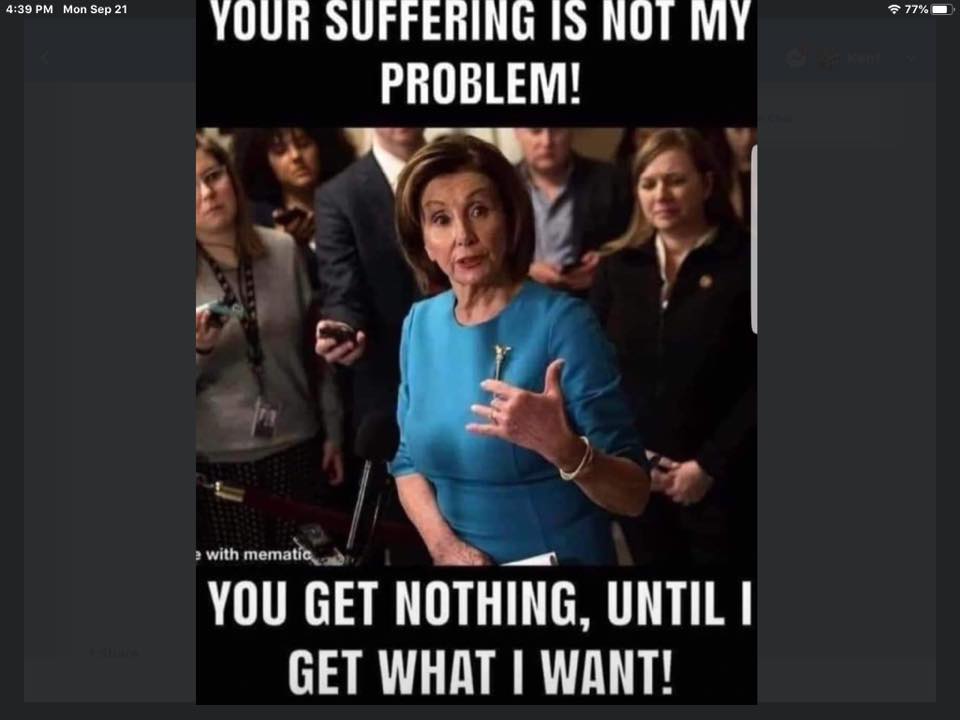 4:39 PM Mon Sep 21
77%
YOUR SUFFERING IS NOT MY
PROBLEM!
with mematic
YOU GET NOTHING, UNTIL I
GET WHAT I WANT!